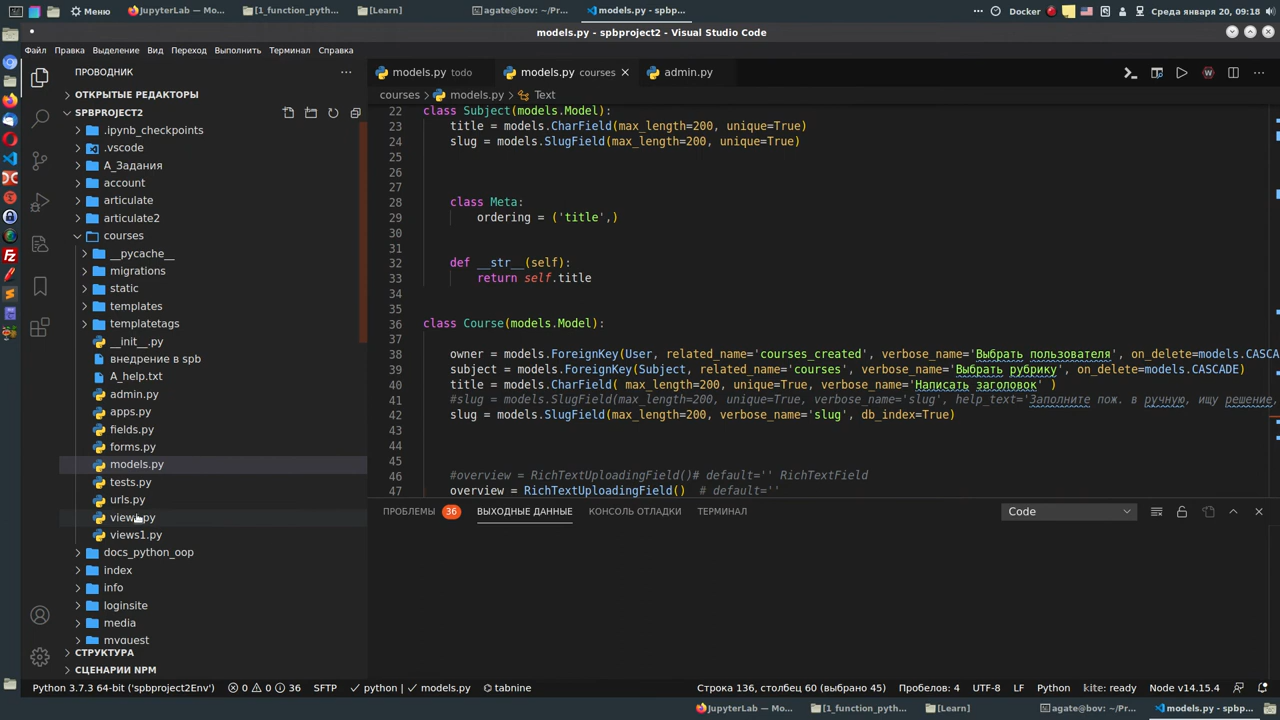 Меню
JupyterLab — Mo...
[1_function_pyth...
[Learn]
agate@bov: ~/Pr...
models.py - spbp...
Docker
Среда января 20, 09:18
models.py - spbproject2 - Visual Studio Code
Файл Правка Выделение Вид Переход Выполнить Терминал Справка
ПРОВОДНИК
models.py todo
models.py courses
admin.py
ОТКРЫТЫЕ РЕДАКТОРЫ
courses > models.py > Text
SPBPROJECT2
.ipynb_checkpoints
.vscode
A_Задания
account
articulate
articulate2
courses
__pycache__
migrations
static
templates
templatetags
__init__.py
внедрение в spb
A_help.txt
admin.py
apps.py
fields.py
forms.py
models.py
tests.py
urls.py
views.py
views1.py
docs_python_oop
index
info
loginsite
media
myquest
СТРУКТУРА
СЦЕНАРИИ NPM
22 class Subject(models.Model):
23 title = models.CharField(max_length=200, unique=True)
24 slug = models.SlugField(max_length=200, unique=True)
25
26
27
28 class Meta:
29 ordering = ('title',)
30
31
32 def __str__(self):
33 return self.title
34
35
36 class Course(models.Model):
37
38 owner = models.ForeignKey(User, related_name='courses_created', verbose_name='Выбрать пользователя', on_delete=models.CASCA
39 subject = models.ForeignKey(Subject, related_name='courses', verbose_name='Выбрать рубрику', on_delete=models.CASCADE)
40 title = models.CharField( max_length=200, unique=True, verbose_name='Написать заголовок' )
41 #slug = models.SlugField(max_length=200, unique=True, verbose_name='slug', help_text='Заполните пож. в ручную, ищу решение,
42 slug = models.SlugField(max_length=200, verbose_name='slug', db_index=True)
43
44
45
46 #overview = RichTextUploadingField()# default='' RichTextField
47 overview = RichTextUploadingField() # default=''
ПРОБЛЕМЫ 36 ВЫХОДНЫЕ ДАННЫЕ КОНСОЛЬ ОТЛАДКИ ТЕРМИНАЛ
Code
Python 3.7.3 64-bit ('spbproject2Env') 0 0 36 SFTP python | models.py tabnine
Строка 136, столбец 60 (выбрано 45) Пробелов: 4 UTF-8 LF Python kite: ready Node v14.15.4
JupyterLab — Mo...
[1_function_pyth...
[Learn]
agate@bov: ~/Pr...
models.py - spbp...